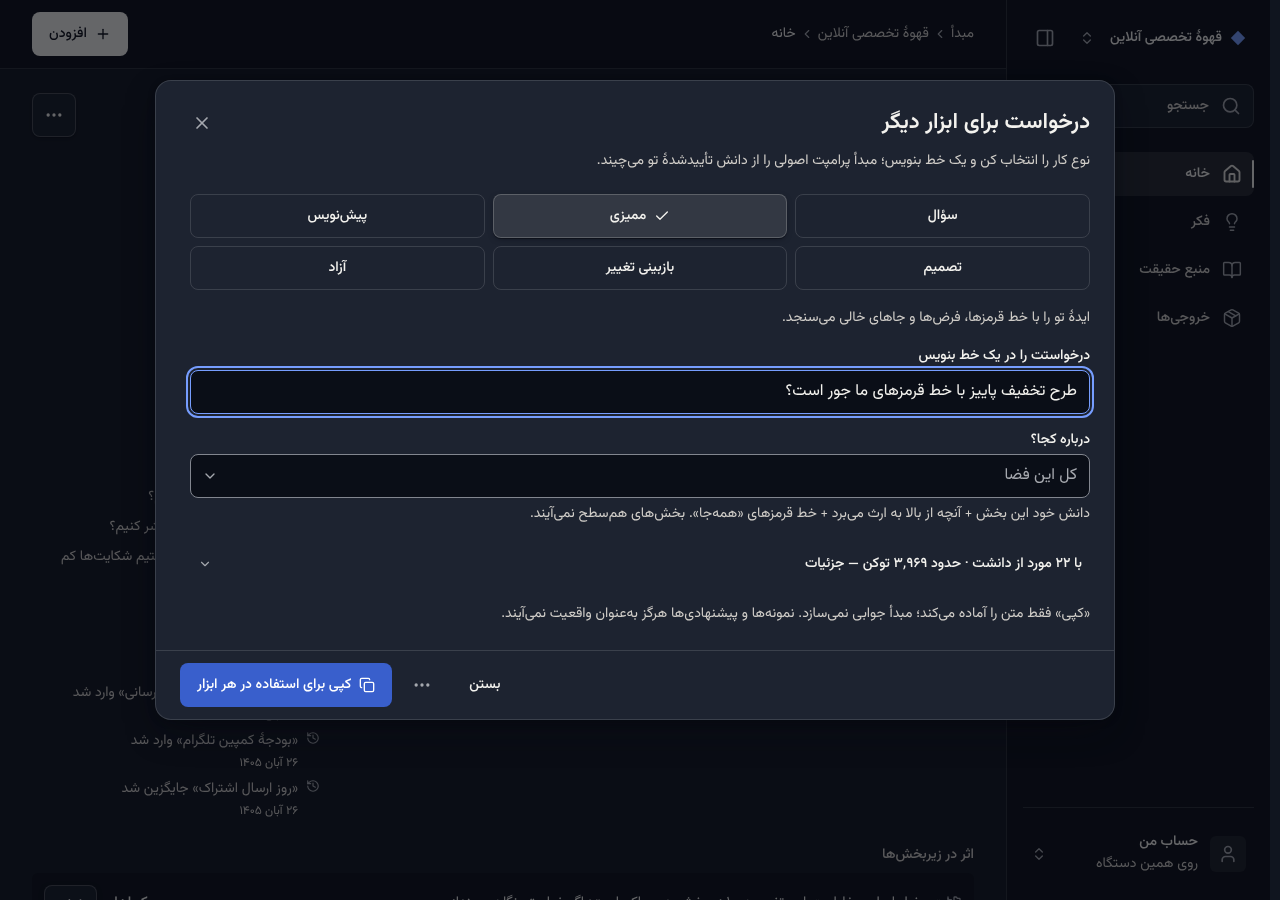 قهوهٔ تخصصی آنلاین
مبدأ › قهوهٔ تخصصی آنلاین › خانه
+ افزودن
جستجو
خانه
فکر
منبع حقیقت
خروجی‌ها
درخواست برای ابزار دیگر
نوع کار را انتخاب کن و یک خط بنویس؛ مبدأ پرامپت اصولی را از دانش تأییدشدهٔ تو می‌چیند.
سؤال
ممیزی
پیش‌نویس
تصمیم
بازبینی تغییر
آزاد
ایدهٔ تو را با خط قرمزها، فرض‌ها و جاهای خالی می‌سنجد.
درخواستت را در یک خط بنویس
طرح تخفیف پاییز با خط قرمزهای ما جور است؟
درباره کجا؟
کل این فضا
دانش خود این بخش + آنچه از بالا به ارث می‌برد + خط قرمزهای «همه‌جا». بخش‌های هم‌سطح نمی‌آیند.
با ۲۲ مورد از دانشت · حدود ۳,۹۶۹ توکن — جزئیات
«کپی» فقط متن را آماده می‌کند؛ مبدأ جوابی نمی‌سازد. نمونه‌ها و پیشنهادی‌ها هرگز به‌عنوان واقعیت نمی‌آیند.
بستن
کپی برای استفاده در هر ابزار
؟
کنیم؟
شکایت‌ها کم
وارد شد
«بودجهٔ کمپین تلگرام» وارد شد
۲۶ آبان ۱۴۰۵
«روز ارسال اشتراک» جایگزین شد
۲۶ آبان ۱۴۰۵
اثر در زیربخش‌ها
حساب من
روی همین دستگاه